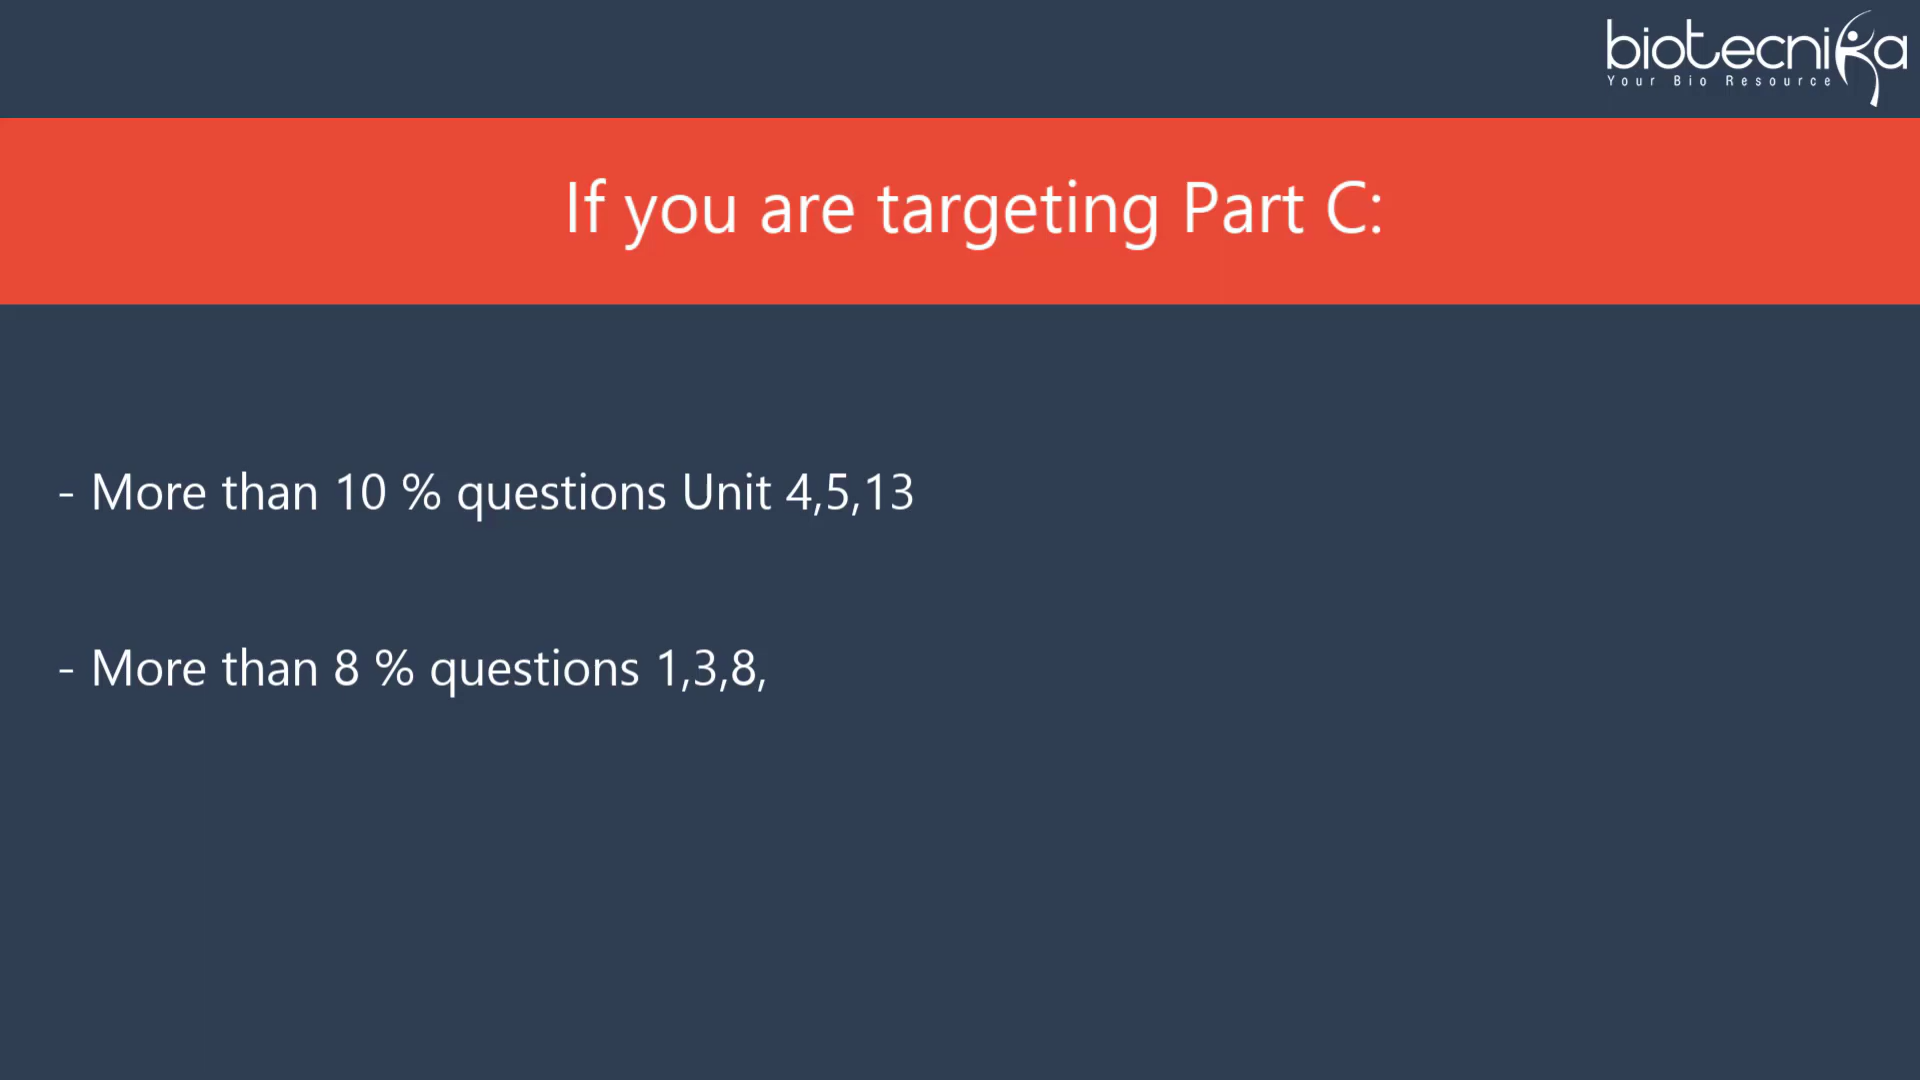 biotecnika
Your Bio Resource
If you are targeting Part C:
- More than 10 % questions Unit 4,5,13
- More than 8 % questions 1,3,8,